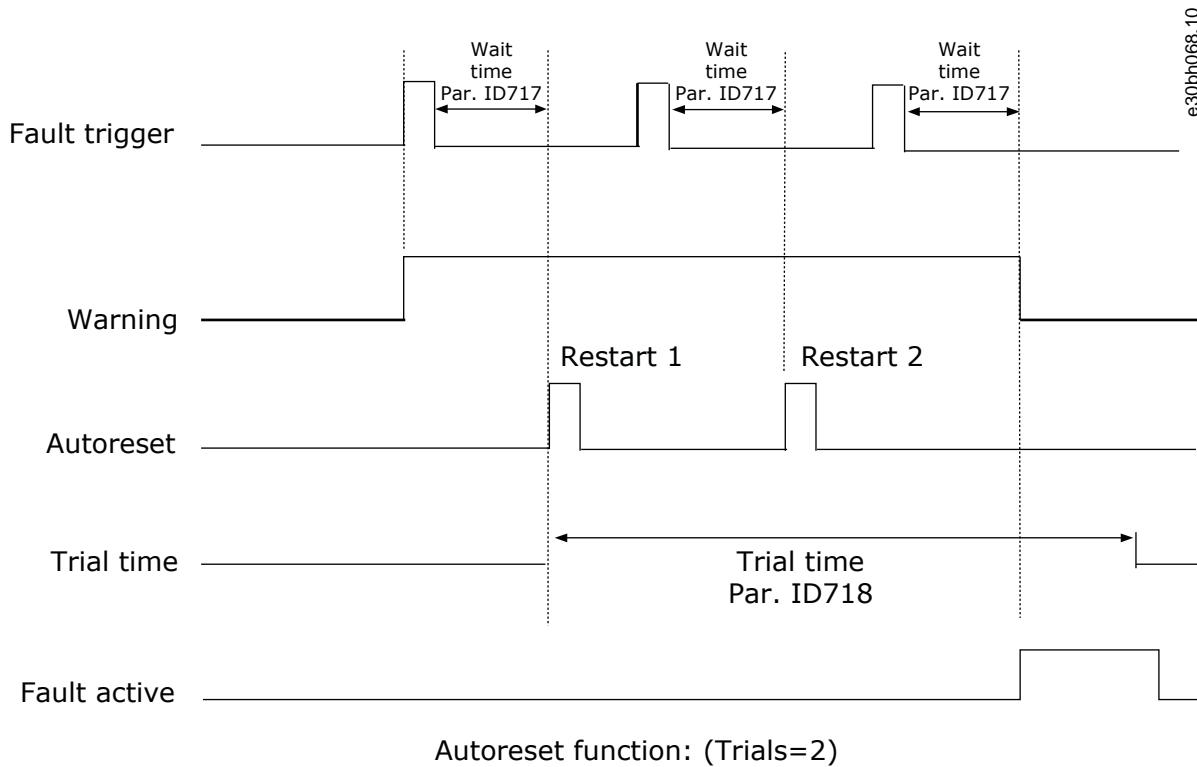 e30bh068.10
Wait
time
Par. ID717
Wait
time
Par. ID717
Wait
time
Par. ID717
Fault trigger
Warning
Restart 1
Restart 2
Autoreset
Trial time
Trial time
Par. ID718
Fault active
Autoreset function: (Trials=2)